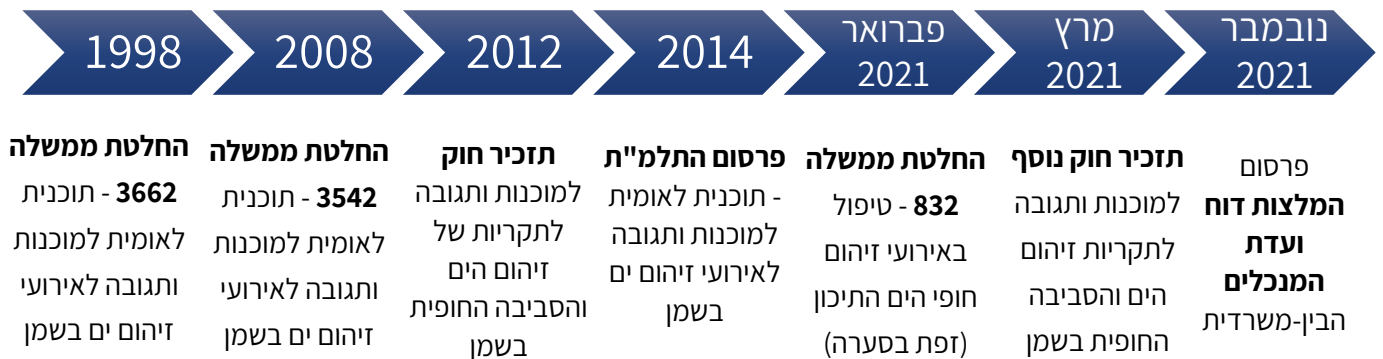 1998
החלטת ממשלה
3662 - תוכנית
לאומית למוכנות
ותגובה לאירועי
זיהום ים בשמן
2008
החלטת ממשלה
3542 - תוכנית
לאומית למוכנות
ותגובה לאירועי
זיהום ים בשמן
2012
תזכיר חוק
למוכנות ותגובה
לתקריות של
זיהום הים
והסביבה החופית
בשמן
2014
פרסום התלמ"ת
- תוכנית לאומית
למוכנות ותגובה
לאירועי זיהום ים
בשמן
פברואר
2021
החלטת ממשלה
832 - טיפול
באירועי זיהום
חופי הים התיכון
(זפת בסערה)
מרץ
2021
תזכיר חוק נוסף
למוכנות ותגובה
לתקריות זיהום
הים והסביבה
החופית בשמן
נובמבר
2021
פרסום
המלצות דוח
ועדת
המנכלים
הבין-משרדית